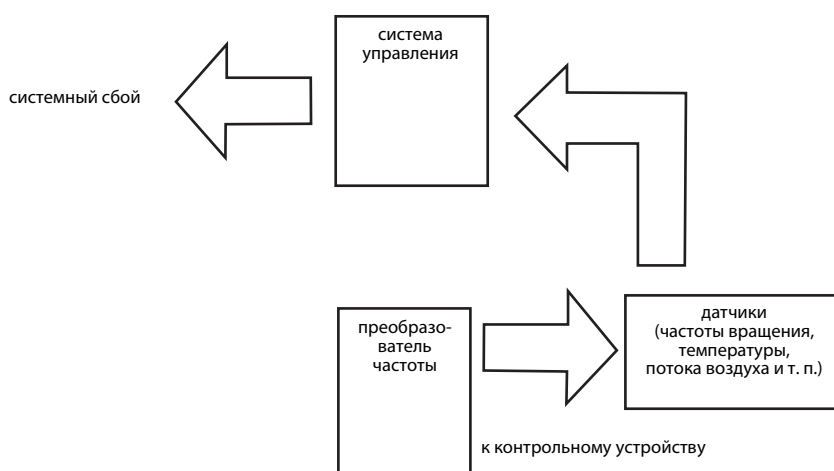 система
управления
системный сбой
преобразо-
ватель
частоты
датчики
(частоты вращения,
температуры,
потока воздуха и т. п.)
к контрольному устройству